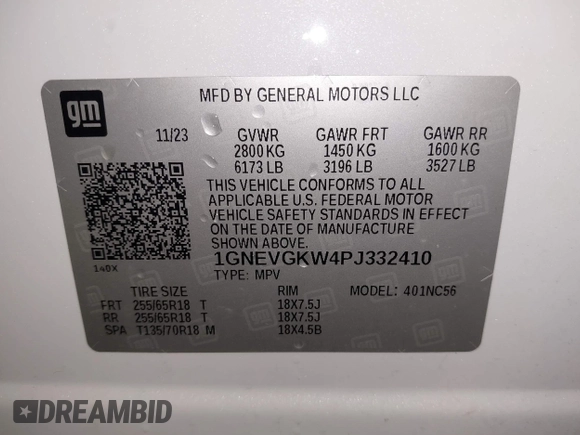 gm
MFD BY GENERAL MOTORS LLC
11/23 GVWR GAWR FRT GAWR RR
2800 KG 1450 KG 1600 KG
6173 LB 3196 LB 3527 LB
THIS VEHICLE CONFORMS TO ALL
APPLICABLE U.S. FEDERAL MOTOR
VEHICLE SAFETY STANDARDS IN EFFECT
ON THE DATE OF MANUFACTURE
SHOWN ABOVE.
140X
1GNEVGKW4PJ332410
TYPE: MPV
TIRE SIZE RIM MODEL: 401NC56
FRT 255/65R18 T 18X7.5J
RR 255/65R18 T 18X7.5J
SPA T135/70R18 M 18X4.5B
DREAMBID